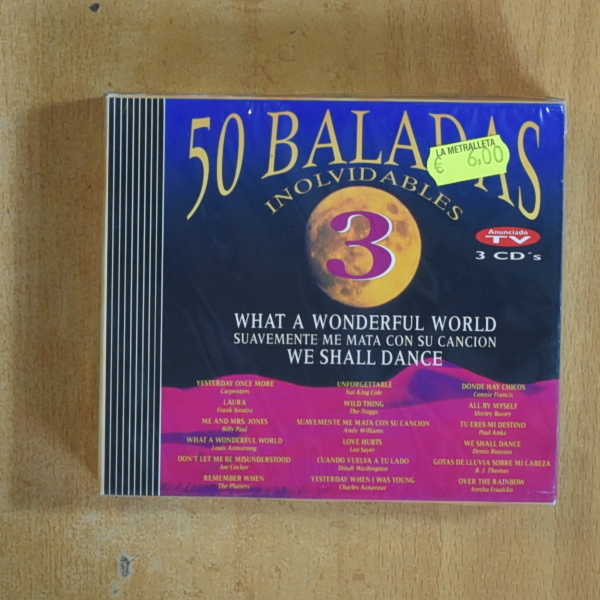 50 BALADAS
INOLVIDABLES
LA METRALLETA
€ 6,00
3
Anunciado
TV
3 CD's
WHAT A WONDERFUL WORLD
SUAVEMENTE ME MATA CON SU CANCION
WE SHALL DANCE
YESTERDAY ONCE MORE
Carpenters
LAURA
Frank Sinatra
ME AND MRS. JONES
Billy Paul
WHAT A WONDERFUL WORLD
Louis Armstrong
DON'T LET ME BE MISUNDERSTOOD
Joe Cocker
REMEMBER WHEN
The Platters
UNFORGETTABLE
Nat King Cole
WILD THING
The Troggs
SUAVEMENTE ME MATA CON SU CANCION
Andy Williams
LOVE HURTS
Leo Sayer
CUANDO VUELVA A TU LADO
Dinah Washington
YESTERDAY WHEN I WAS YOUNG
Charles Aznavour
DONDE HAY CHICOS
Connie Francis
ALL BY MYSELF
Shirley Bassey
TU ERES MI DESTINO
Paul Anka
WE SHALL DANCE
Demis Roussos
GOTAS DE LLUVIA SOBRE MI CABEZA
B. J. Thomas
OVER THE RAINBOW
Aretha Franklin